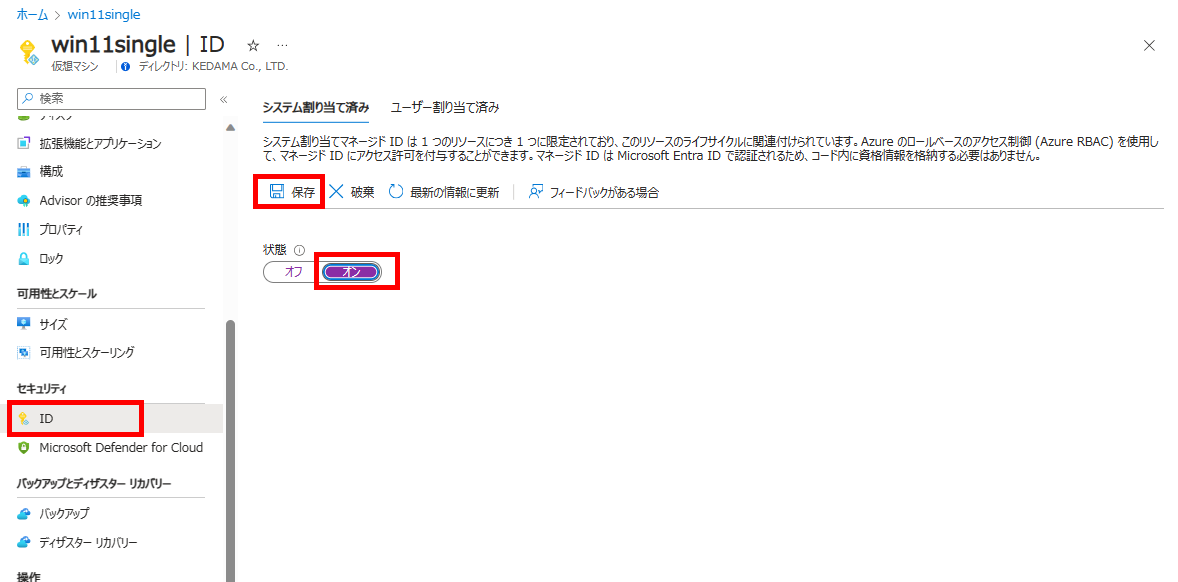 ホーム > win11single
win11single | ID ☆ …
仮想マシン ディレクトリ: KEDAMA Co., LTD.
検索 «
ディスク
拡張機能とアプリケーション
構成
Advisor の推奨事項
プロパティ
ロック
可用性とスケール
サイズ
可用性とスケーリング
セキュリティ
ID
Microsoft Defender for Cloud
バックアップとディザスター リカバリー
バックアップ
ディザスター リカバリー
操作
システム割り当て済み ユーザー割り当て済み
システム割り当てマネージド ID は 1 つのリソースにつき 1 つに限定されており、このリソースのライフサイクルに関連付けられています。Azure のロールベースのアクセス制御 (Azure RBAC) を使用し
て、マネージド ID にアクセス許可を付与することができます。マネージド ID は Microsoft Entra ID で認証されるため、コード内に資格情報を格納する必要はありません。
保存 破棄 最新の情報に更新 フィードバックがある場合
状態
オフ オン